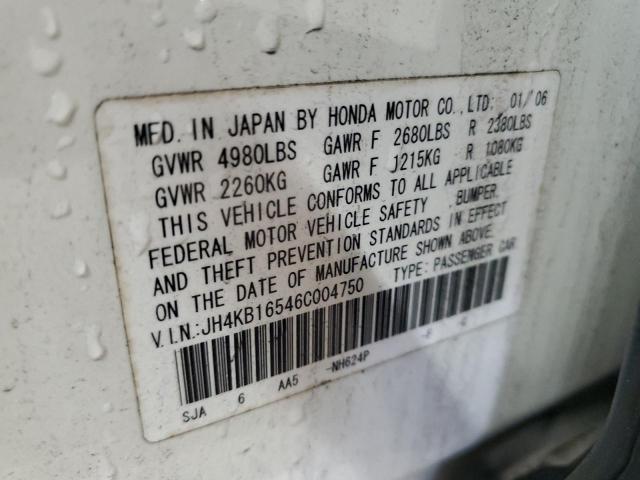 MFD. IN JAPAN BY HONDA MOTOR CO.,LTD. 01/'06
GVWR 4980LBS GAWR F 2680LBS R 2380LBS
GVWR 2260KG GAWR F 1215KG R 1080KG
THIS VEHICLE CONFORMS TO ALL APPLICABLE
FEDERAL MOTOR VEHICLE SAFETY, BUMPER,
AND THEFT PREVENTION STANDARDS IN EFFECT
ON THE DATE OF MANUFACTURE SHOWN ABOVE.
V.I.N.:JH4KB16546C004750 TYPE: PASSENGER CAR
SJA 6 AA5 -NH624P